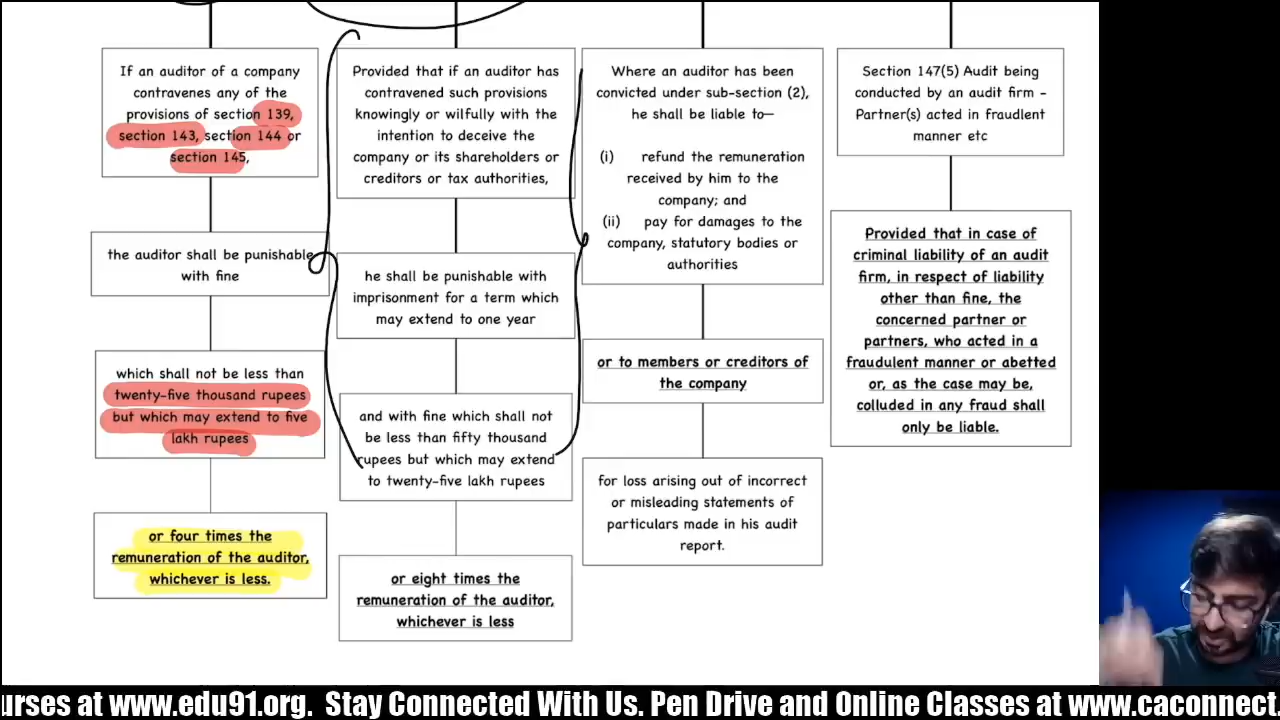 If an auditor of a company
contravenes any of the
provisions of section 139,
section 143, section 144 or
section 145,
the auditor shall be punishable
with fine
which shall not be less than
twenty-five thousand rupees
but which may extend to five
lakh rupees
or four times the
remuneration of the auditor,
whichever is less.
Provided that if an auditor has
contravened such provisions
knowingly or wilfully with the
intention to deceive the
company or its shareholders or
creditors or tax authorities,
he shall be punishable with
imprisonment for a term which
may extend to one year
and with fine which shall not
be less than fifty thousand
rupees but which may extend
to twenty-five lakh rupees
or eight times the
remuneration of the auditor,
whichever is less
Where an auditor has been
convicted under sub-section (2),
he shall be liable to—
(i) refund the remuneration
received by him to the
company; and
(ii) pay for damages to the
company, statutory bodies or
authorities
or to members or creditors of
the company
for loss arising out of incorrect
or misleading statements of
particulars made in his audit
report.
Section 147(5) Audit being
conducted by an audit firm -
Partner(s) acted in fraudlent
manner etc
Provided that in case of
criminal liability of an audit
firm, in respect of liability
other than fine, the
concerned partner or
partners, who acted in a
fraudulent manner or abetted
or, as the case may be,
colluded in any fraud shall
only be liable.
urses at www.edu91.org. Stay Connected With Us. Pen Drive and Online Classes at www.caconnect.